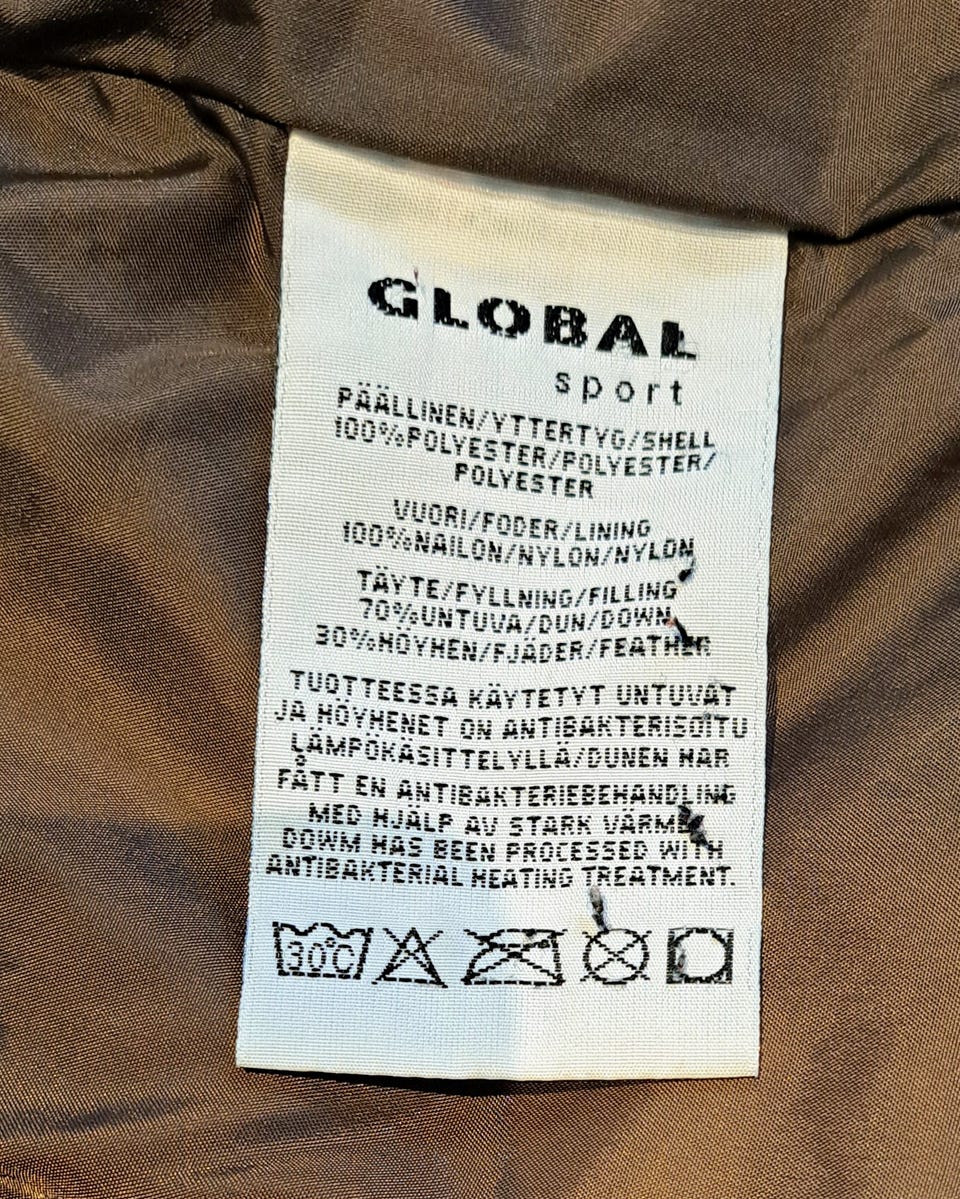 GLOBAL
sport
PÄÄLLINEN/YTTERTYG/SHELL
100%POLYESTER/POLYESTER/
POLYESTER
VUORI/FODER/LINING
100%NAILON/NYLON/NYLON
TÄYTE/FYLLNING/FILLING
70%UNTUVA/DUN/DOWN
30%HÖYHEN/FJÄDER/FEATHER
TUOTTEESSA KÄYTETYT UNTUVAT
JA HÖYHENET ON ANTIBAKTERISOITU
LÄMPÖKÄSITTELYLLÄ/DUNEN HAR
FÅTT EN ANTIBAKTERIEBEHANDLING
MED HJÄLP AV STARK VÄRME
DOWM HAS BEEN PROCESSED WITH
ANTIBAKTERIAL HEATING TREATMENT.
30°C